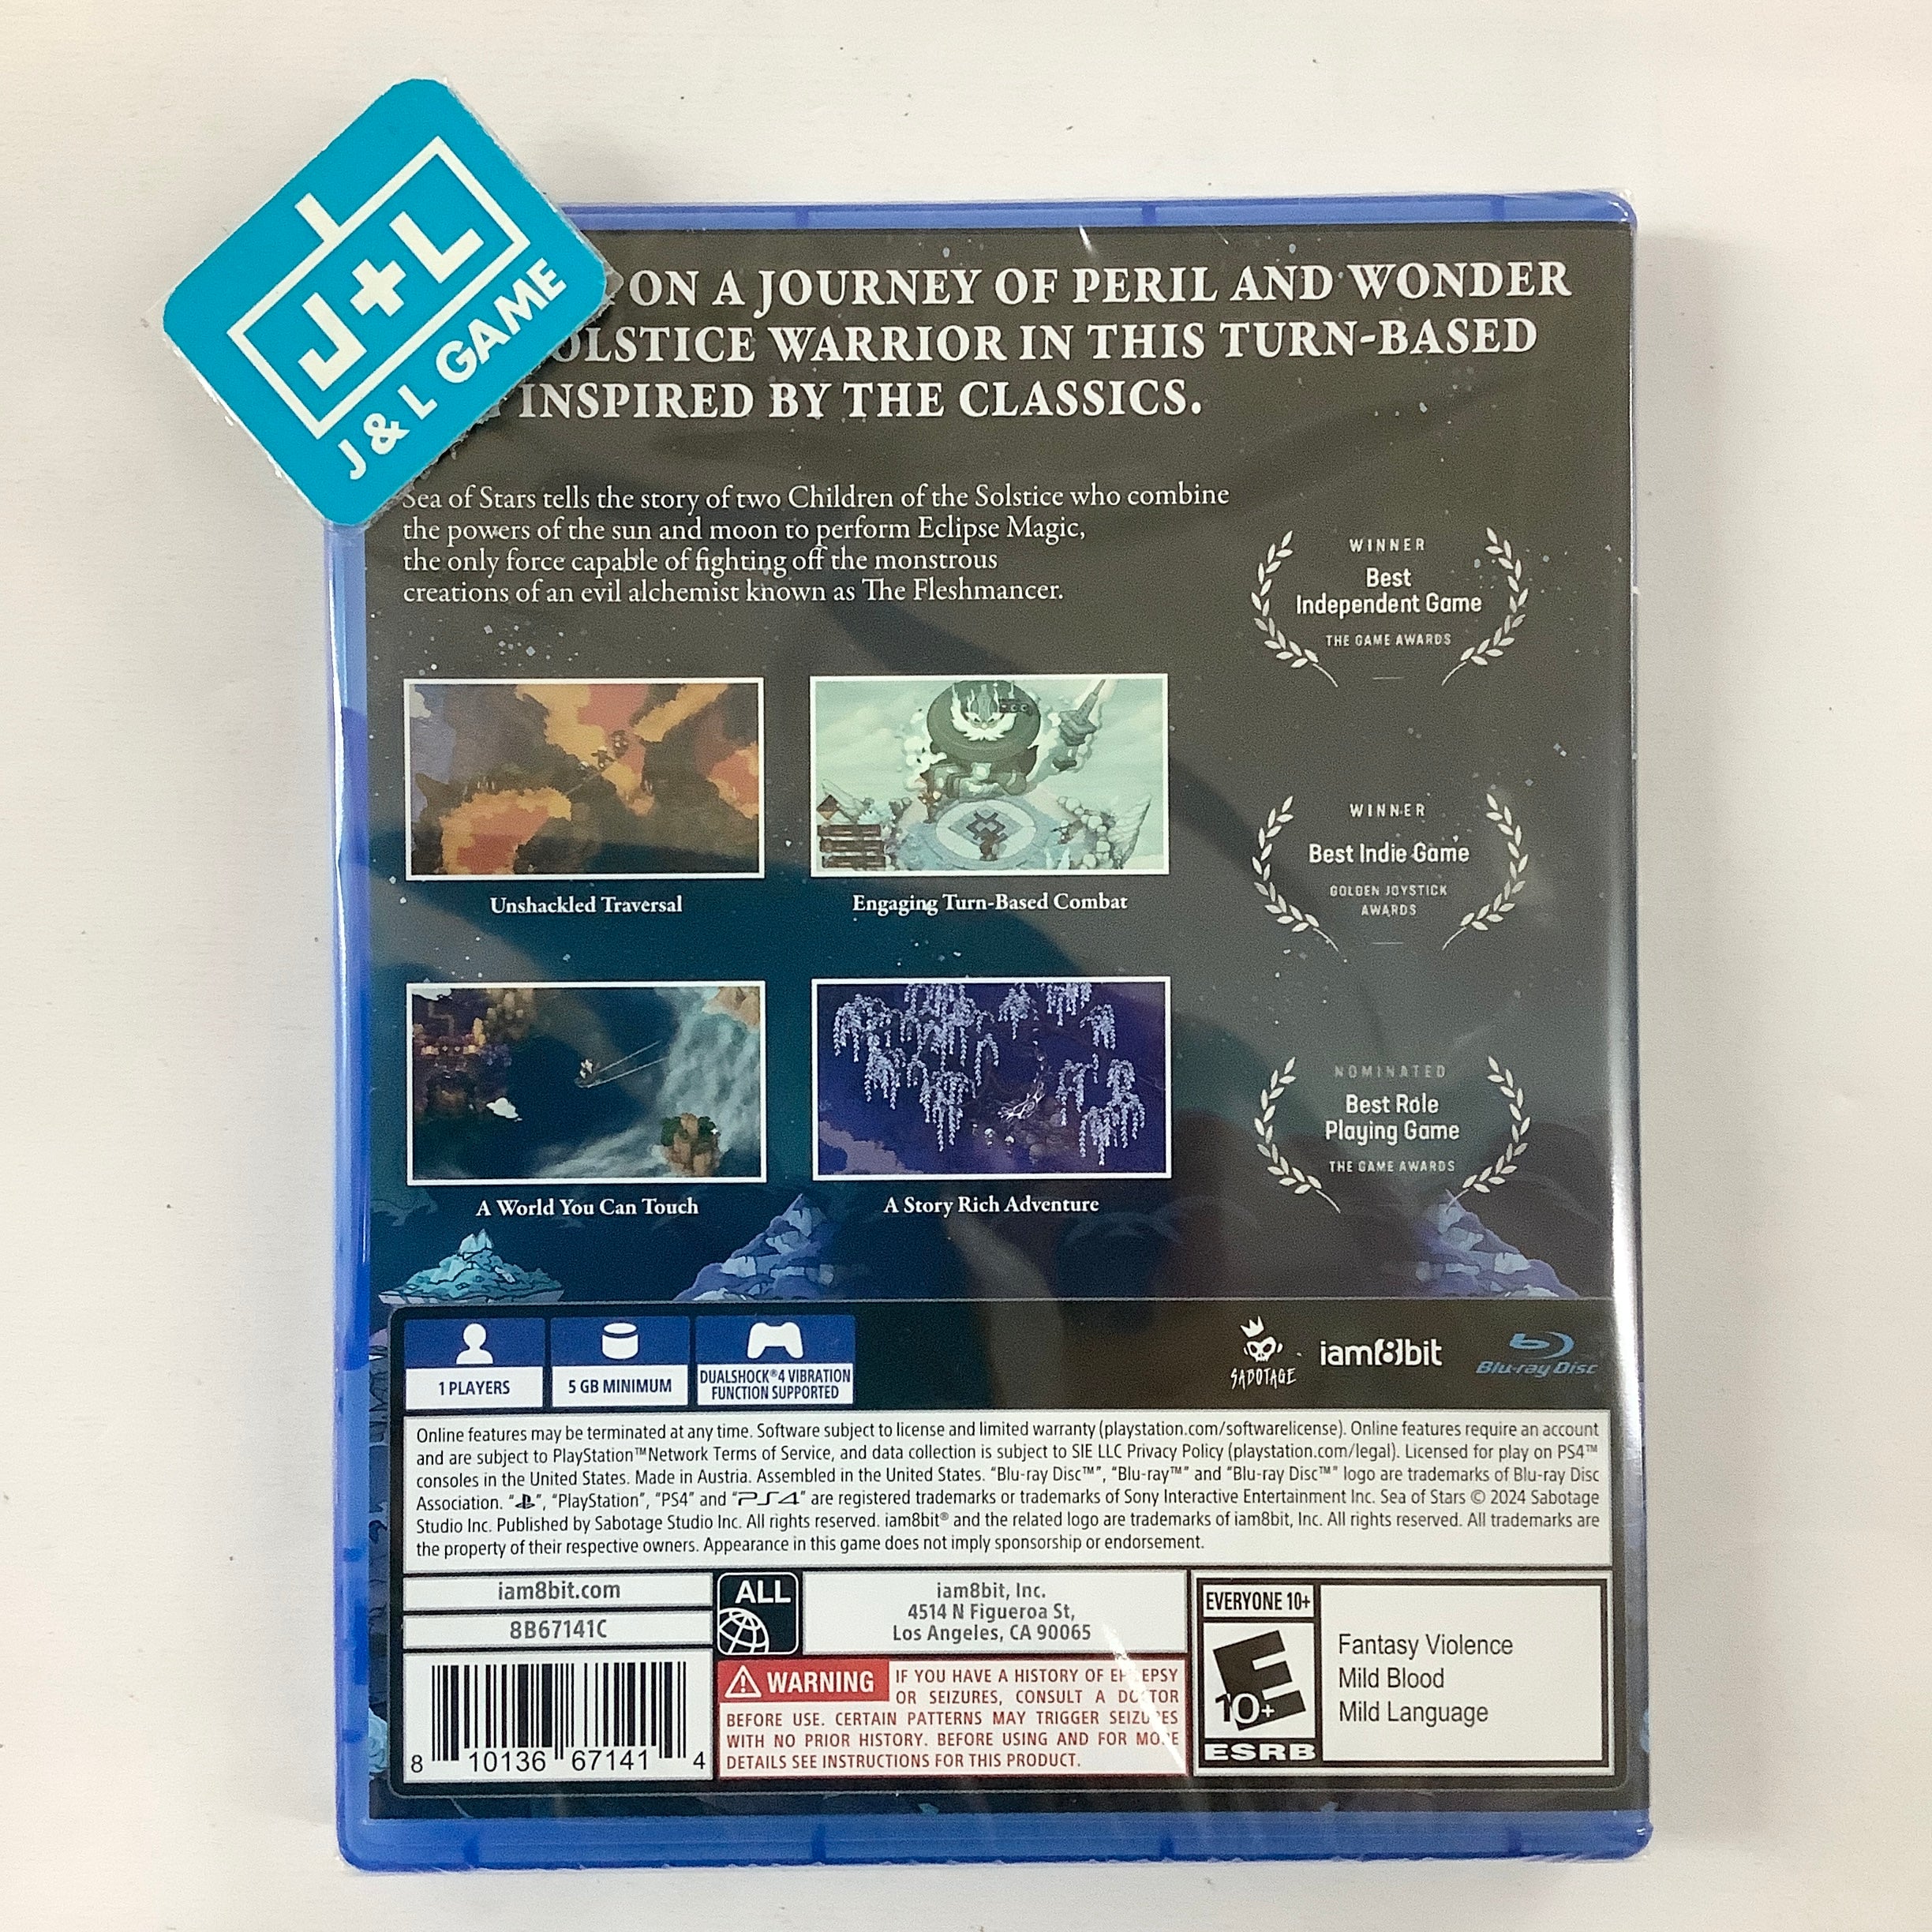 J+L
J & L GAME
ON A JOURNEY OF PERIL AND WONDER
OLSTICE WARRIOR IN THIS TURN-BASED
INSPIRED BY THE CLASSICS.
Sea of Stars tells the story of two Children of the Solstice who combine
the powers of the sun and moon to perform Eclipse Magic,
the only force capable of fighting off the monstrous
creations of an evil alchemist known as The Fleshmancer.
WINNER
Best
Independent Game
THE GAME AWARDS
Unshackled Traversal
Engaging Turn-Based Combat
WINNER
Best Indie Game
GOLDEN JOYSTICK
AWARDS
A World You Can Touch
A Story Rich Adventure
NOMINATED
Best Role
Playing Game
THE GAME AWARDS
1 PLAYERS
5 GB MINIMUM
DUALSHOCK®4 VIBRATION
FUNCTION SUPPORTED
SABOTAGE
iam8bit
Blu-ray Disc
Online features may be terminated at any time. Software subject to license and limited warranty (playstation.com/softwarelicense). Online features require an account
and are subject to PlayStation™Network Terms of Service, and data collection is subject to SIE LLC Privacy Policy (playstation.com/legal). Licensed for play on PS4™
consoles in the United States. Made in Austria. Assembled in the United States. "Blu-ray Disc™", "Blu-ray™" and "Blu-ray Disc™" logo are trademarks of Blu-ray Disc
Association. "", "PlayStation", "PS4" and "PS4" are registered trademarks or trademarks of Sony Interactive Entertainment Inc. Sea of Stars © 2024 Sabotage
Studio Inc. Published by Sabotage Studio Inc. All rights reserved. iam8bit® and the related logo are trademarks of iam8bit, Inc. All rights reserved. All trademarks are
the property of their respective owners. Appearance in this game does not imply sponsorship or endorsement.
iam8bit.com
8B67141C
ALL
iam8bit, Inc.
4514 N Figueroa St,
Los Angeles, CA 90065
8 10136 67141 4
WARNING IF YOU HAVE A HISTORY OF EPILEPSY
OR SEIZURES, CONSULT A DOCTOR
BEFORE USE. CERTAIN PATTERNS MAY TRIGGER SEIZURES
WITH NO PRIOR HISTORY. BEFORE USING AND FOR MORE
DETAILS SEE INSTRUCTIONS FOR THIS PRODUCT.
EVERYONE 10+
E
10+
ESRB
Fantasy Violence
Mild Blood
Mild Language